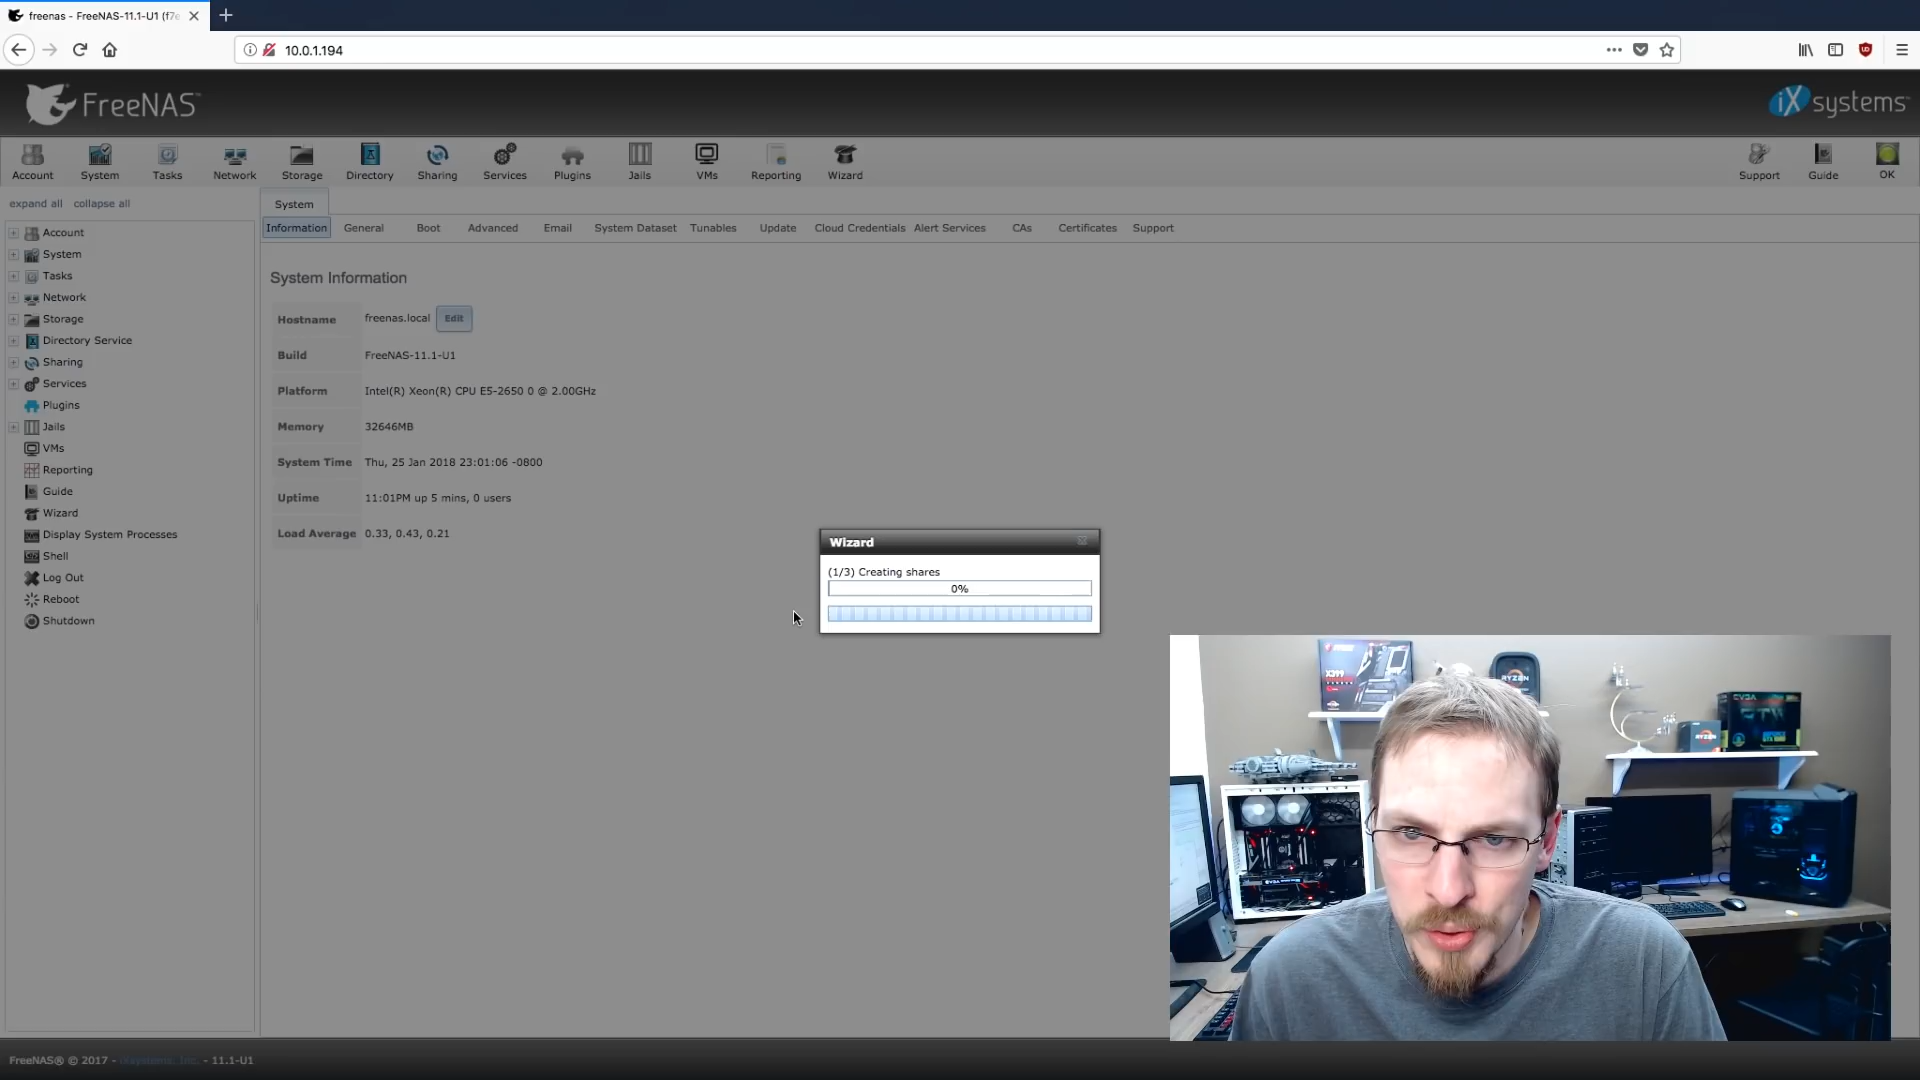 freenas - FreeNAS-11.1-U1 (f7e
10.0.1.194
FreeNAS
iXsystems
Account
System
Tasks
Network
Storage
Directory
Sharing
Services
Plugins
Jails
VMs
Reporting
Wizard
Support
Guide
OK
expand all collapse all
Account
System
Tasks
Network
Storage
Directory Service
Sharing
Services
Plugins
Jails
VMs
Reporting
Guide
Wizard
Display System Processes
Shell
Log Out
Reboot
Shutdown
System
Information General Boot Advanced Email System Dataset Tunables Update Cloud Credentials Alert Services CAs Certificates Support
System Information
Hostname freenas.local Edit
Build FreeNAS-11.1-U1
Platform Intel(R) Xeon(R) CPU E5-2650 0 @ 2.00GHz
Memory 32646MB
System Time Thu, 25 Jan 2018 23:01:06 -0800
Uptime 11:01PM up 5 mins, 0 users
Load Average 0.33, 0.43, 0.21
Wizard
(1/3) Creating shares
0%
X399
RYZEN
EVGA
RYZEN
FreeNAS® © 2017 - iXsystems, Inc. - 11.1-U1